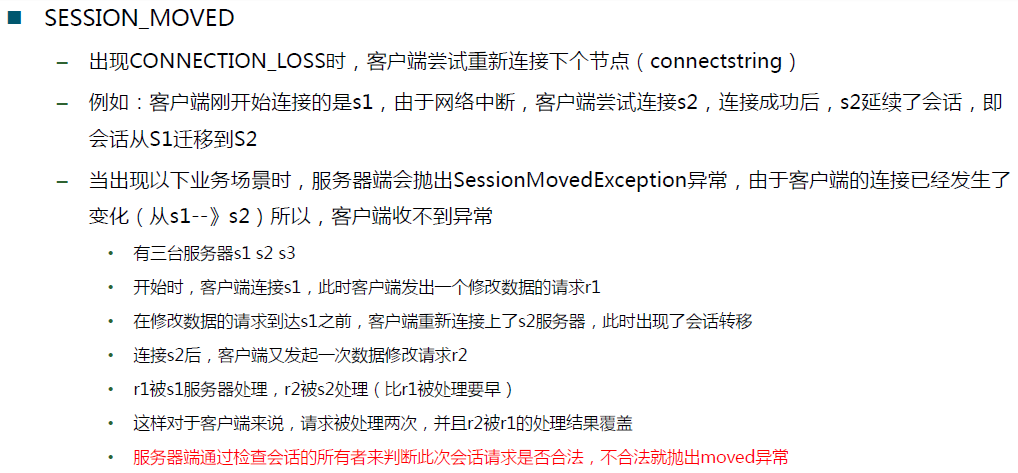 SESSION_MOVED
出现CONNECTION_LOSS时，客户端尝试重新连接下个节点（connectstring）
例如：客户端刚开始连接的是s1，由于网络中断，客户端尝试连接s2，连接成功后，s2延续了会话，即
会话从S1迁移到S2
当出现以下业务场景时，服务器端会抛出SessionMovedException异常，由于客户端的连接已经发生了
变化（从s1--》s2）所以，客户端收不到异常
有三台服务器s1 s2 s3
开始时，客户端连接s1，此时客户端发出一个修改数据的请求r1
在修改数据的请求到达s1之前，客户端重新连接上了s2服务器，此时出现了会话转移
连接s2后，客户端又发起一次数据修改请求r2
r1被s1服务器处理，r2被s2处理（比r1被处理要早）
这样对于客户端来说，请求被处理两次，并且r2被r1的处理结果覆盖
服务器端通过检查会话的所有者来判断此次会话请求是否合法，不合法就抛出moved异常